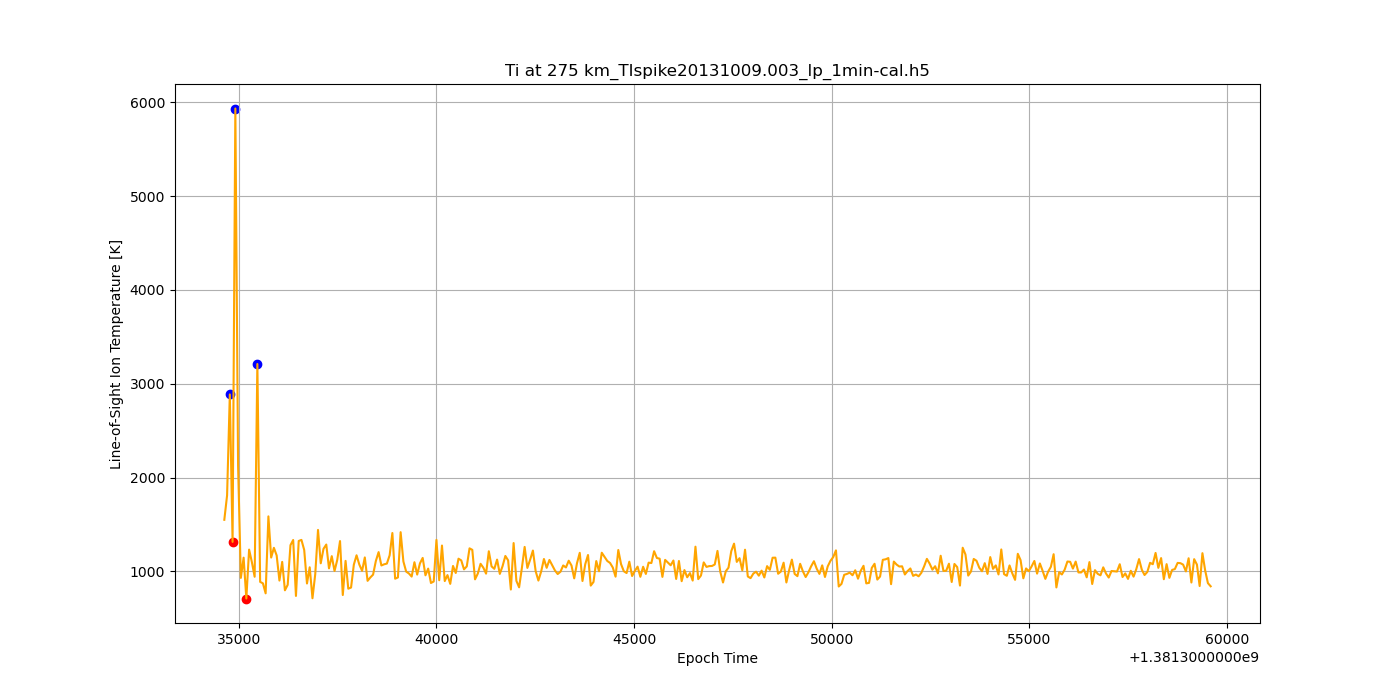 Ti at 275 km_TIspike20131009.003_lp_1min-cal.h5
6000
5000
4000
3000
2000
1000
Line-of-Sight Ion Temperature [K]
35000 40000 45000 50000 55000 60000
Epoch Time
+1.3813000000e9